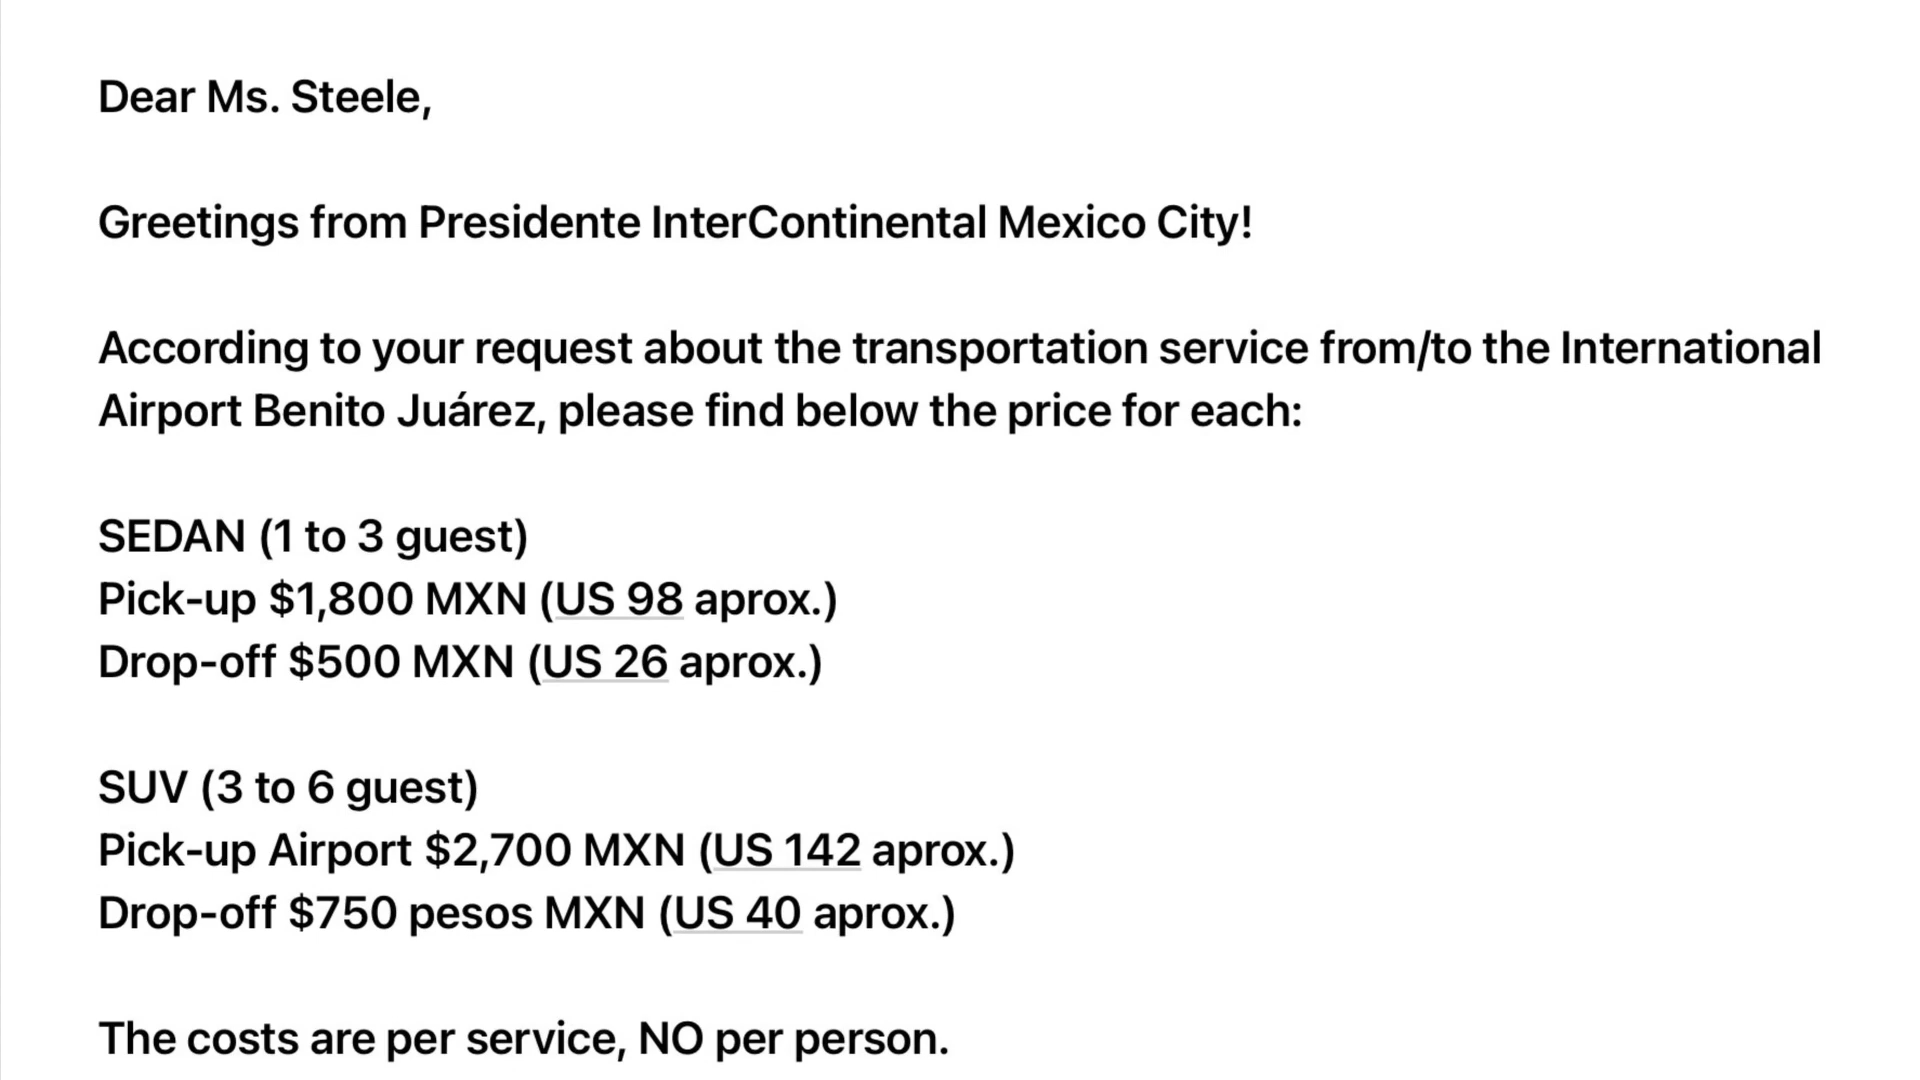 Dear Ms. Steele,
Greetings from Presidente InterContinental Mexico City!
According to your request about the transportation service from/to the International
Airport Benito Juárez, please find below the price for each:
SEDAN (1 to 3 guest)
Pick-up $1,800 MXN (US 98 aprox.)
Drop-off $500 MXN (US 26 aprox.)
SUV (3 to 6 guest)
Pick-up Airport $2,700 MXN (US 142 aprox.)
Drop-off $750 pesos MXN (US 40 aprox.)
The costs are per service, NO per person.